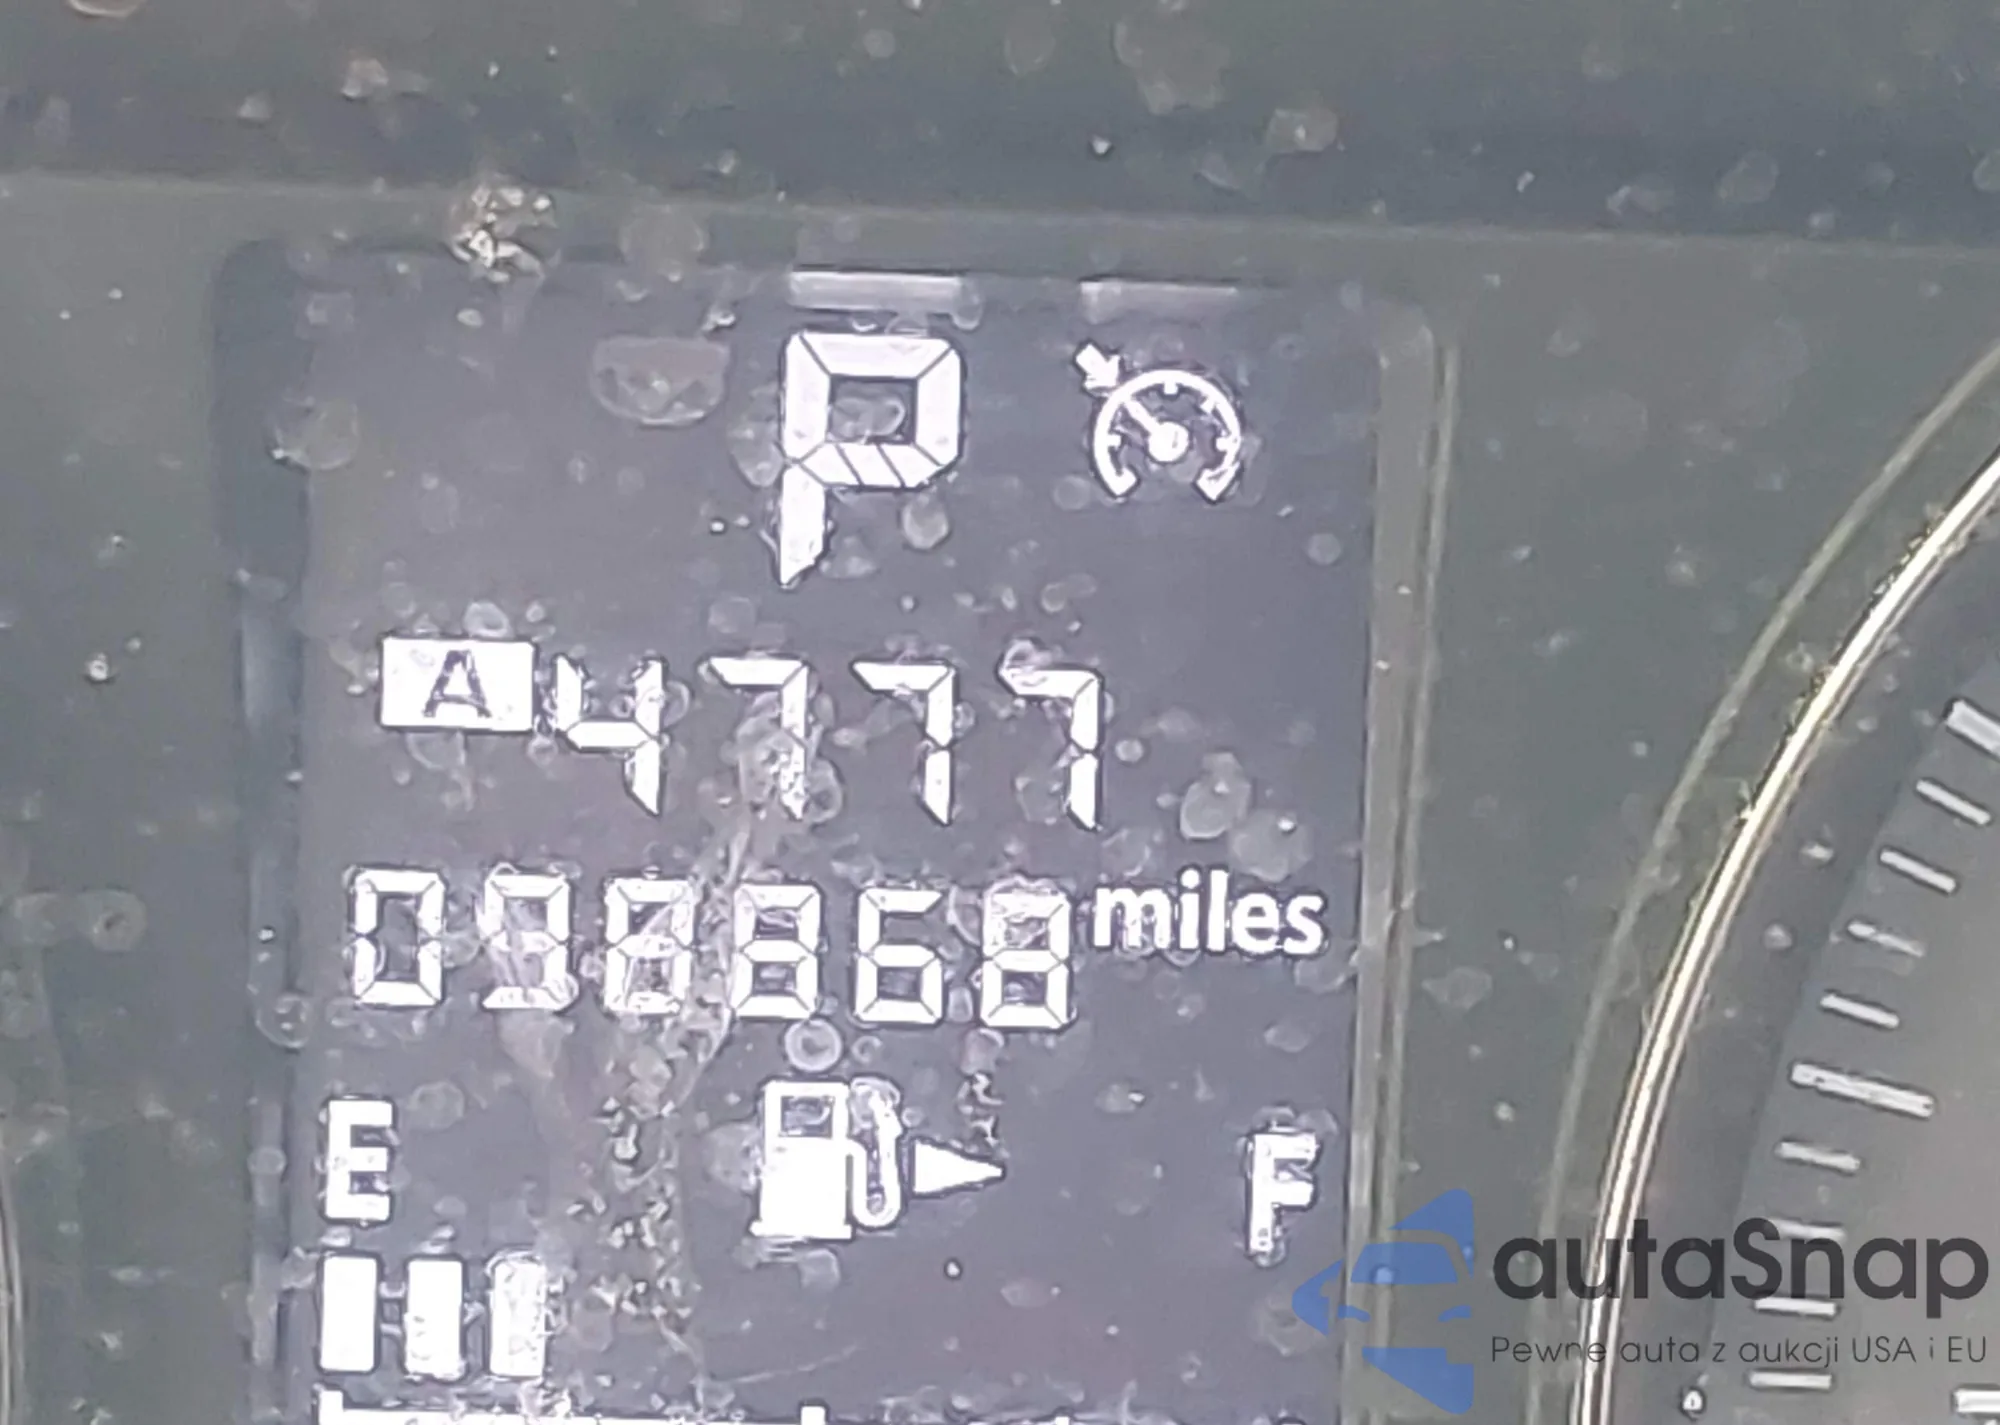 P
A 4777
098868 miles
E F
autaSnap
Pewne auta z aukcji USA i EU